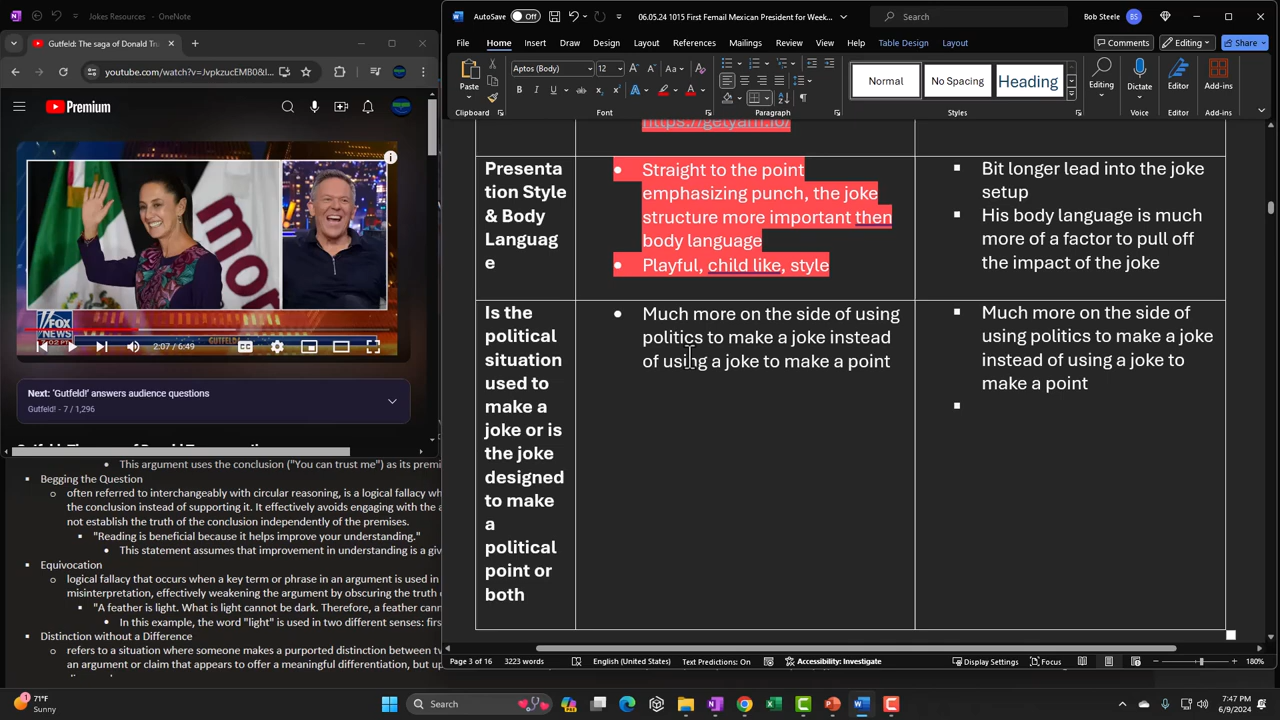 Jokes Resources - OneNote
Gutfeld: The saga of Donald Tru
youtube.com/watch?v=JvpkzucEMB0&l
Premium
mor
FOX
NEWS
GUTFELD!
2:07 / 6:49
Next: 'Gutfeld!' answers audience questions
Gutfeld! - 7 / 1,296
This argument uses the conclusion ("You can trust me") as its premi
Begging the Question
often referred to interchangeably with circular reasoning, is a logical fallacy wh
the conclusion instead of supporting it. It effectively avoids engaging with the a
not establish the truth of the conclusion independently of the premises.
"Reading is beneficial because it helps improve your understanding."
This statement assumes that improvement in understanding is a giv
Equivocation
logical fallacy that occurs when a key term or phrase in an argument is used in
misinterpretation, effectively weakening the argument by obscuring the truth o
"A feather is light. What is light cannot be dark. Therefore, a feather cann
In this example, the word "light" is used in two different senses: firs
Distinction without a Difference
refers to a situation where someone makes a purported distinction between tw
an argument or claim that appears to offer a meaningful differentiation, but up
AutoSave Off
06.05.24 1015 First Femail Mexican President for Week...
Search
Bob Steele BS
File Home Insert Draw Design Layout References Mailings Review View Help Table Design Layout
Comments Editing Share
Paste
Aptos (Body) 12
Normal No Spacing Heading
Editing Dictate Editor Add-ins
Clipboard Font Paragraph Styles Voice Editor Add-ins
https://getyarn.io/
Presenta
tion Style
& Body
Languag
e
Straight to the point
emphasizing punch, the joke
structure more important then
body language
Playful, child like, style
Bit longer lead into the joke
setup
His body language is much
more of a factor to pull off
the impact of the joke
Is the
political
situation
used to
make a
joke or is
the joke
designed
to make
a
political
point or
both
Much more on the side of using
politics to make a joke instead
of using a joke to make a point
Much more on the side of
using politics to make a joke
instead of using a joke to
make a point
Page 3 of 16 3223 words English (United States) Text Predictions: On Accessibility: Investigate Display Settings Focus 180%
71°F
Sunny
Search
7:47 PM
6/9/2024